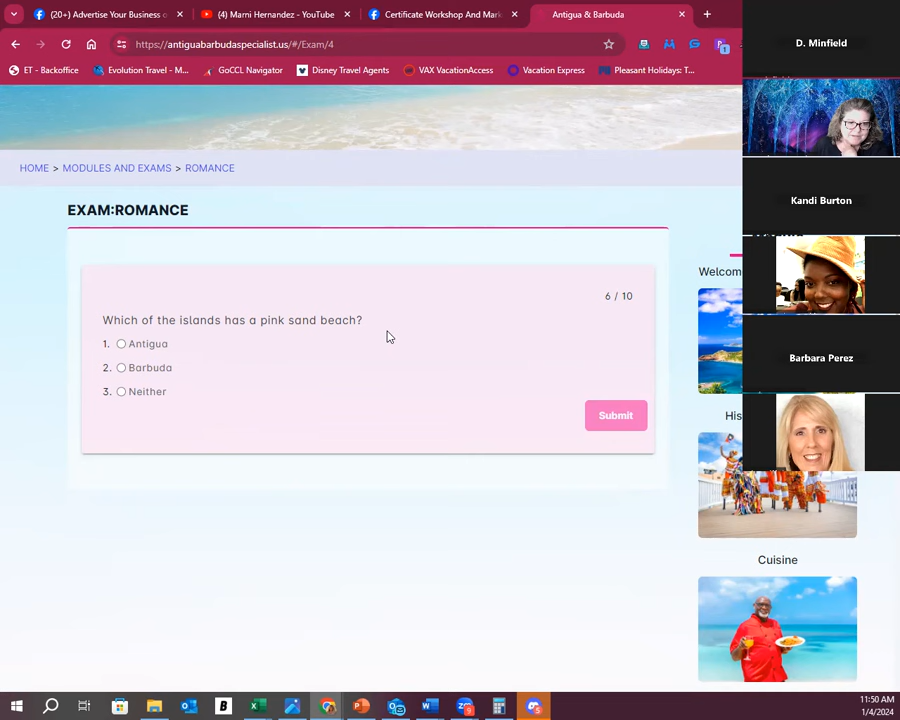 (20+) Advertise Your Business o
(4) Marni Hernandez - YouTube
Certificate Workshop And Mark
Antigua & Barbuda
https://antiguabarbudaspecialist.us/#/Exam/4
ET - Backoffice
Evolution Travel - M...
GoCCL Navigator
Disney Travel Agents
VAX VacationAccess
Vacation Express
Pleasant Holidays: T...
HOME > MODULES AND EXAMS > ROMANCE
EXAM:ROMANCE
6 / 10
Which of the islands has a pink sand beach?
1. Antigua
2. Barbuda
3. Neither
Submit
Welcom
His
Cuisine
D. Minfield
Kandi Burton
Barbara Perez
11:50 AM
1/4/2024